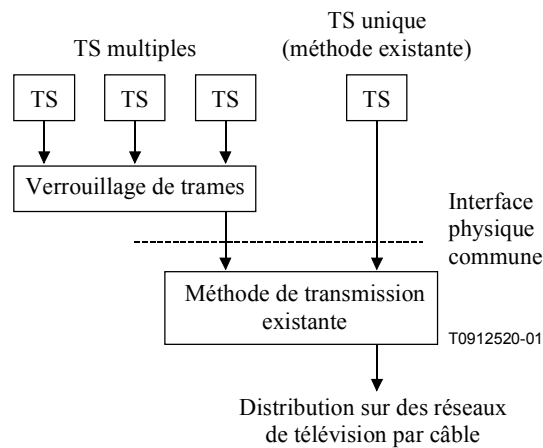 TS unique
TS multiples
(méthode existante)
TS
TS
TS
TS
Verrouillage de trames
Interface
physique
commune
Méthode de transmission
existante
T0912520-01
Distribution sur des réseaux
de télévision par câble